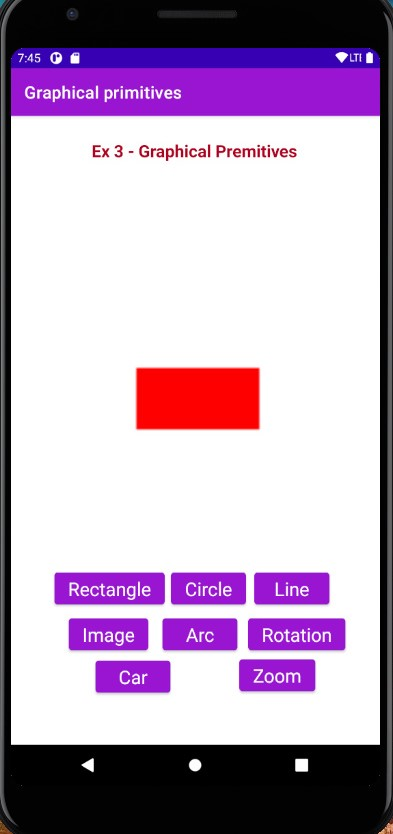 7:45 LTI
Graphical primitives
Ex 3 - Graphical Premitives
Rectangle Circle Line
Image Arc Rotation
Car Zoom